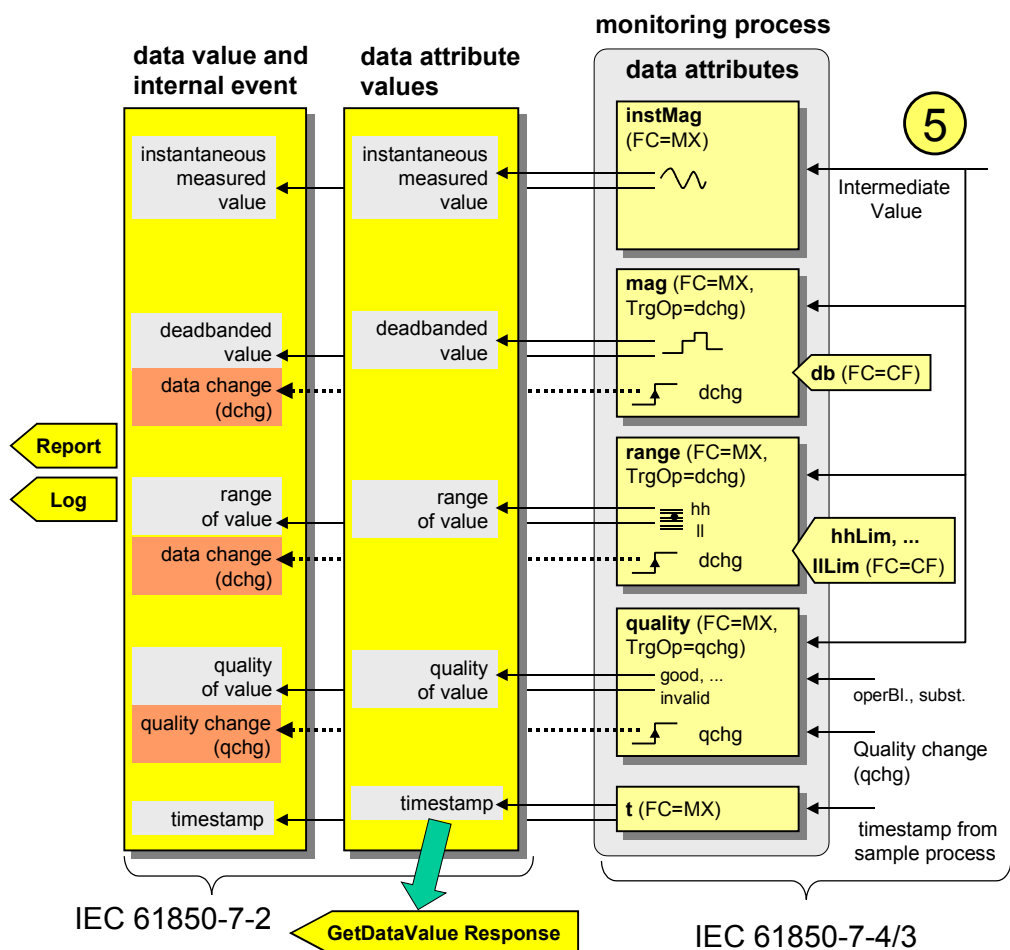 monitoring process
data value and
internal event
data attribute
values
data attributes
instantaneous
measured
value
deadbanded
value
data change
(dchg)
range
of value
data change
(dchg)
quality
of value
quality change
(qchg)
timestamp
Report
Log
instantaneous
measured
value
deadbanded
value
range
of value
quality
of value
timestamp
instMag
(FC=MX)
mag (FC=MX,
TrgOp=dchg)
dchg
range (FC=MX,
TrgOp=dchg)
hh
ll
dchg
quality (FC=MX,
TrgOp=qchg)
good, ...
invalid
qchg
t (FC=MX)
5
Intermediate
Value
db (FC=CF)
hhLim, ...
llLim (FC=CF)
operBl., subst.
Quality change
(qchg)
timestamp from
sample process
IEC 61850-7-2
GetDataValue Response
IEC 61850-7-4/3